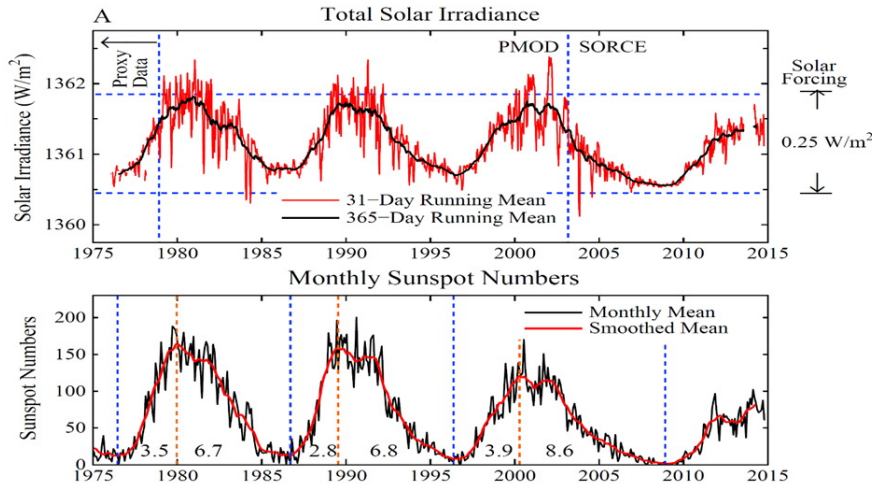 A
Total Solar Irradiance
Solar Irradiance (W/m²)
1362
1361
1360
Proxy
Data
PMOD
SORCE
Solar
Forcing
0.25 W/m²
31−Day Running Mean
365−Day Running Mean
1975 1980 1985 1990 1995 2000 2005 2010 2015
Monthly Sunspot Numbers
Sunspot Numbers
200
150
100
50
0
Monthly Mean
Smoothed Mean
3.5 6.7 2.8 6.8 3.9 8.6
1975 1980 1985 1990 1995 2000 2005 2010 2015